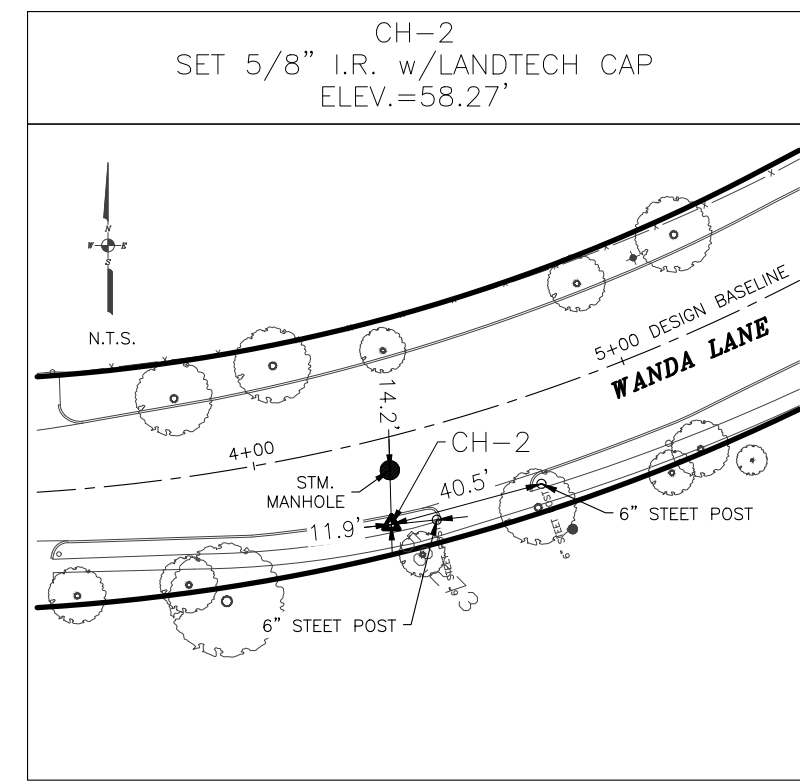 CH-2
SET 5/8" I.R. w/LANDTECH CAP
ELEV.=58.27'
N
W E
S
N.T.S.
5+00 DESIGN BASELINE
WANDA LANE
14.2'
4+00
CH-2
STM.
MANHOLE
40.5'
11.9'
6" STEET POST
6" STEET POST